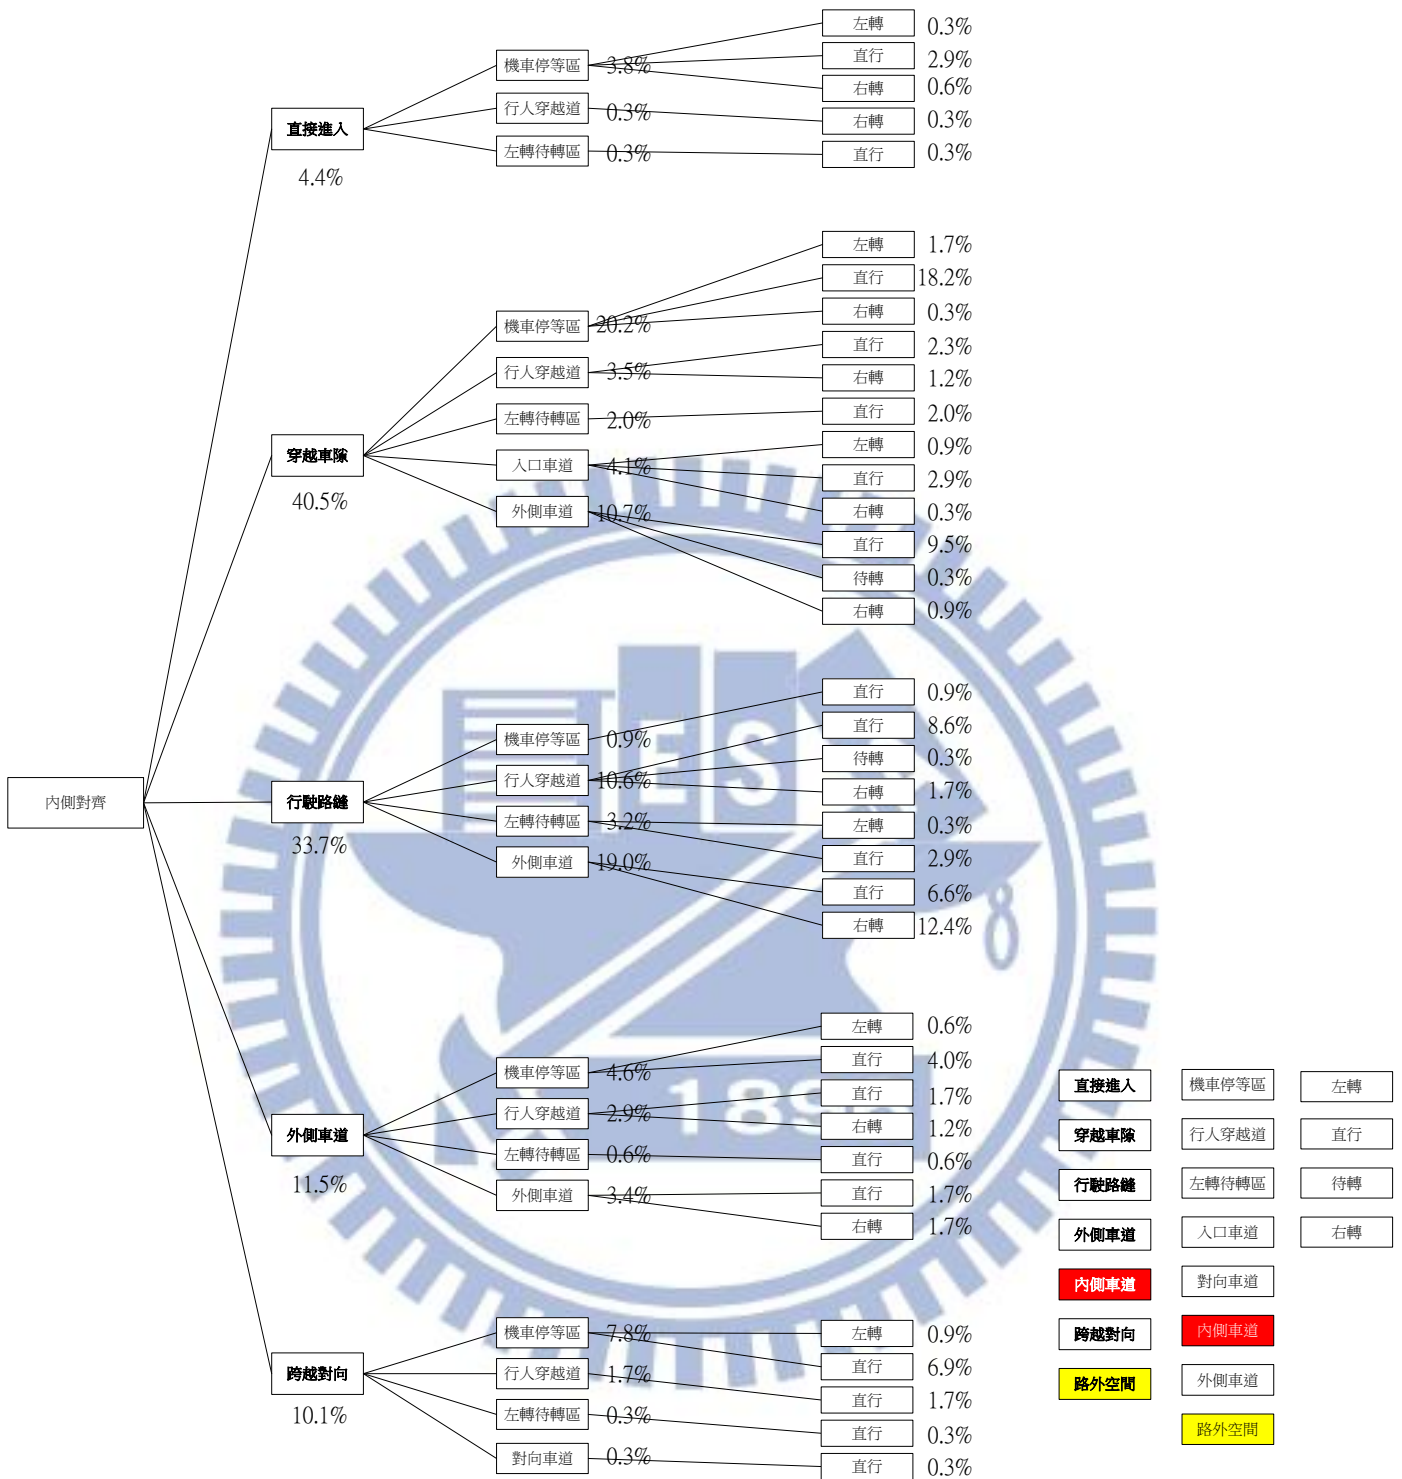 內側對齊
直接進入
4.4%
機車停等區 3.8%
左轉 0.3%
直行 2.9%
右轉 0.6%
行人穿越道 0.3%
右轉 0.3%
左轉待轉區 0.3%
直行 0.3%
穿越車隙
40.5%
機車停等區 20.2%
左轉 1.7%
直行 18.2%
右轉 0.3%
行人穿越道 3.5%
直行 2.3%
右轉 1.2%
左轉待轉區 2.0%
直行 2.0%
入口車道 4.1%
左轉 0.9%
直行 2.9%
右轉 0.3%
外側車道 10.7%
直行 9.5%
待轉 0.3%
右轉 0.9%
行駛路縫
33.7%
機車停等區 0.9%
直行 0.9%
行人穿越道 10.6%
直行 8.6%
待轉 0.3%
右轉 1.7%
左轉待轉區 3.2%
左轉 0.3%
直行 2.9%
外側車道 19.0%
直行 6.6%
右轉 12.4%
外側車道
11.5%
機車停等區 4.6%
左轉 0.6%
直行 4.0%
行人穿越道 2.9%
直行 1.7%
右轉 1.2%
左轉待轉區 0.6%
直行 0.6%
外側車道 3.4%
直行 1.7%
右轉 1.7%
跨越對向
10.1%
機車停等區 7.8%
左轉 0.9%
直行 6.9%
行人穿越道 1.7%
直行 1.7%
左轉待轉區 0.3%
直行 0.3%
對向車道 0.3%
直行 0.3%
直接進入 機車停等區 左轉
穿越車隙 行人穿越道 直行
行駛路縫 左轉待轉區 待轉
外側車道 入口車道 右轉
內側車道 對向車道
跨越對向 內側車道
路外空間 外側車道
路外空間
ES
1896